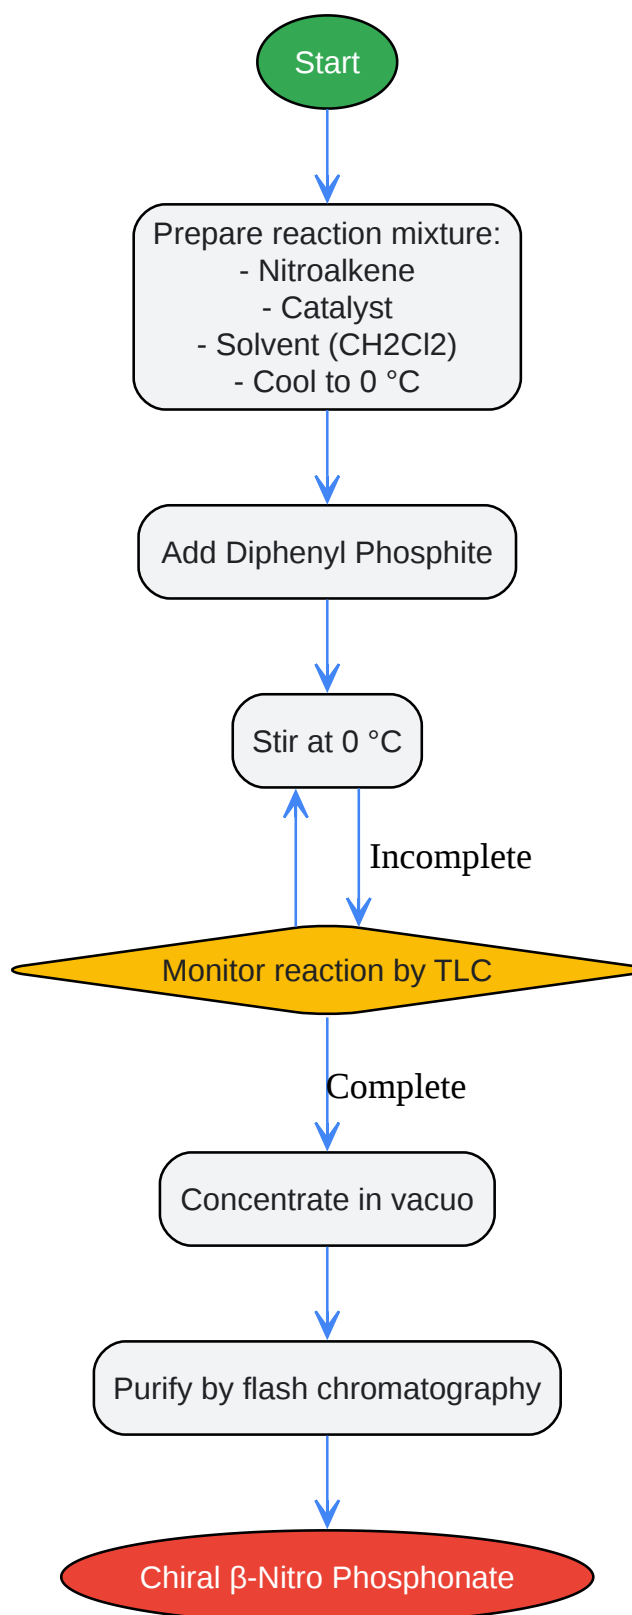 Start
Prepare reaction mixture:
- Nitroalkene
- Catalyst
- Solvent (CH2Cl2)
- Cool to 0 °C
Add Diphenyl Phosphite
Stir at 0 °C
Incomplete
Monitor reaction by TLC
Complete
Concentrate in vacuo
Purify by flash chromatography
Chiral β-Nitro Phosphonate